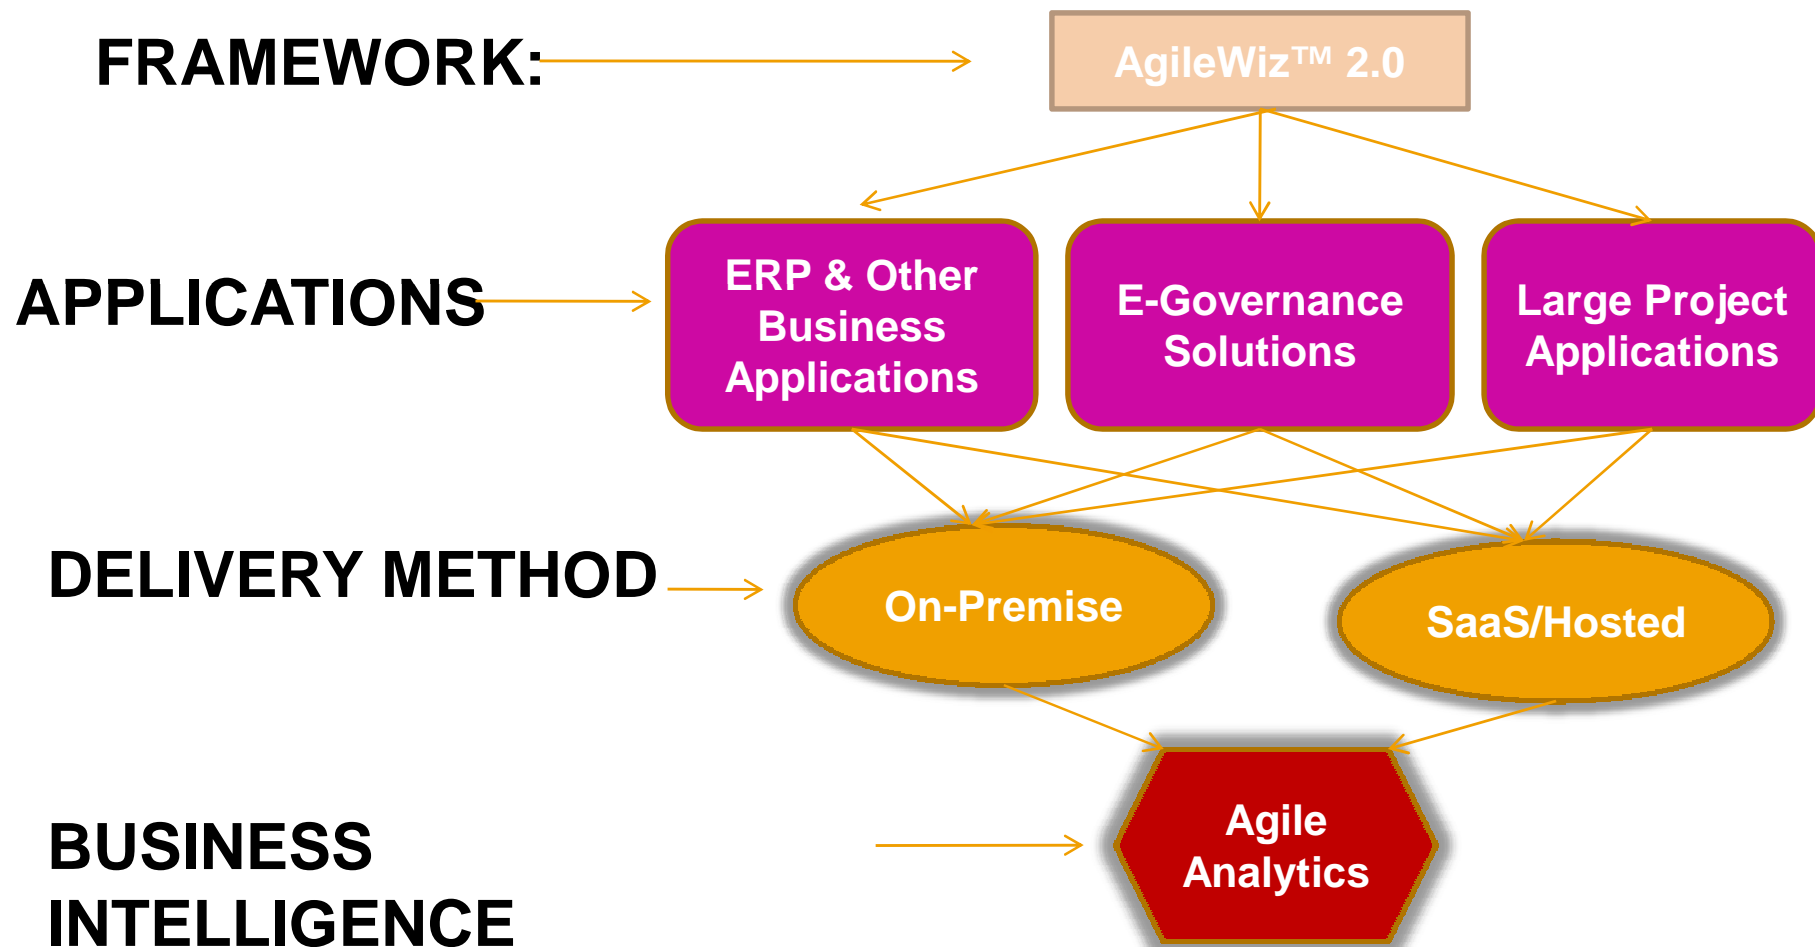 FRAMEWORK:
AgileWiz™ 2.0
APPLICATIONS
ERP & Other
Business
Applications
E-Governance
Solutions
Large Project
Applications
DELIVERY METHOD
On-Premise
SaaS/Hosted
BUSINESS
INTELLIGENCE
Agile
Analytics